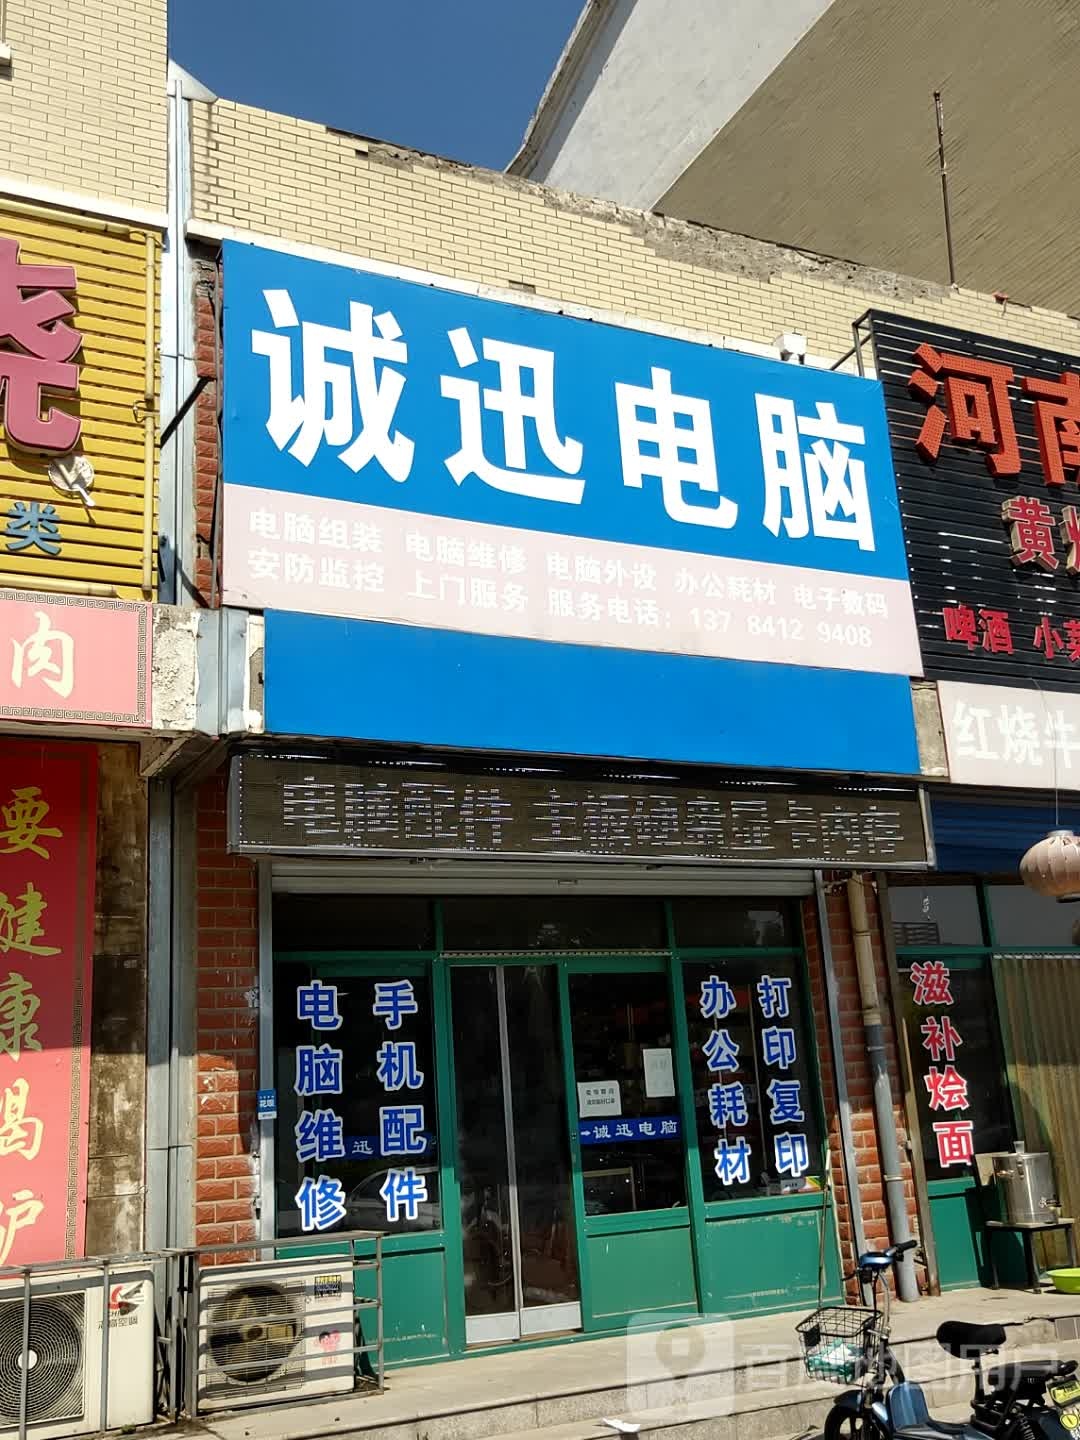 诚迅电脑
电脑组装 电脑维修 电脑外设 办公耗材 电子数码
安防监控 上门服务 服务电话：137 8412 9408
电脑维修
手机配件
办公耗材
打印复印
诚迅电脑
迅
类
肉
要健康喝
河南
黄
啤酒 小
红烧牛
滋补烩面